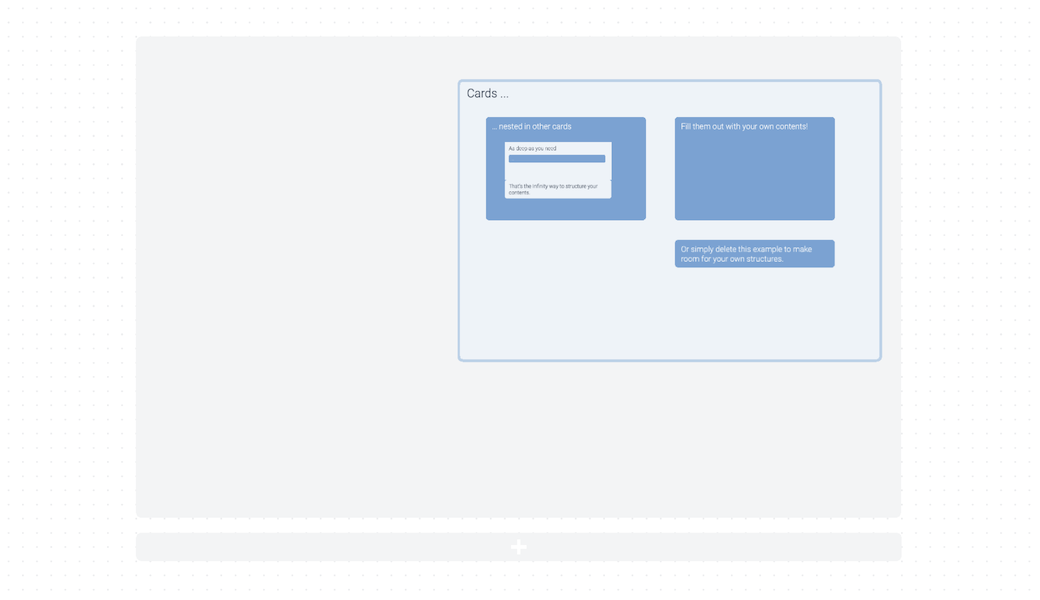 Cards ...
... nested in other cards
As deep as you need
That's the infinity way to structure your
contents.
Fill them out with your own contents!
Or simply delete this example to make
room for your own structures.